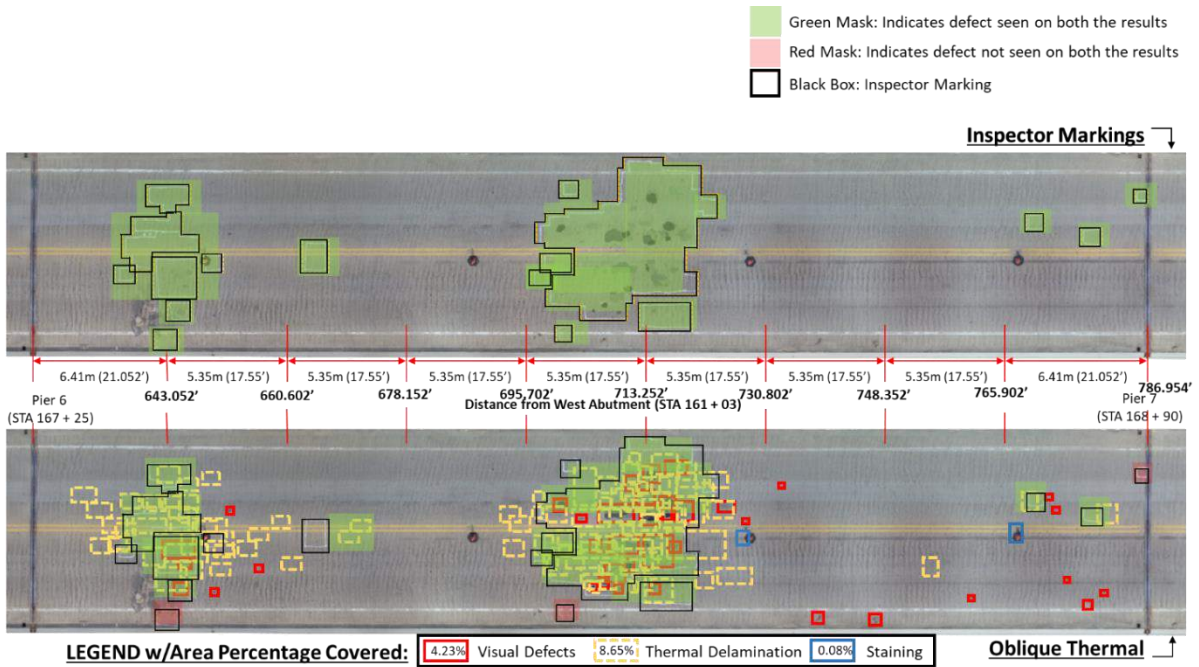 Green Mask: Indicates defect seen on both the results
Red Mask: Indicates defect not seen on both the results
Black Box: Inspector Marking
Inspector Markings
6.41m (21.052’) 5.35m (17.55’) 5.35m (17.55’) 5.35m (17.55’) 5.35m (17.55’) 5.35m (17.55’) 5.35m (17.55’) 5.35m (17.55’) 6.41m (21.052’)
643.052’ 660.602’ 678.152’ 695,702’ 713.252’ 730.802’ 748.352’ 765.902’ 786.954’
Pier 6 Distance from West Abutment (STA 161 + 03) Pier 7
(STA 167 + 25) (STA 168 + 90)
Oblique Thermal
LEGEND w/Area Percentage Covered: 4.23% Visual Defects 8.65% Thermal Delamination 0.08% Staining